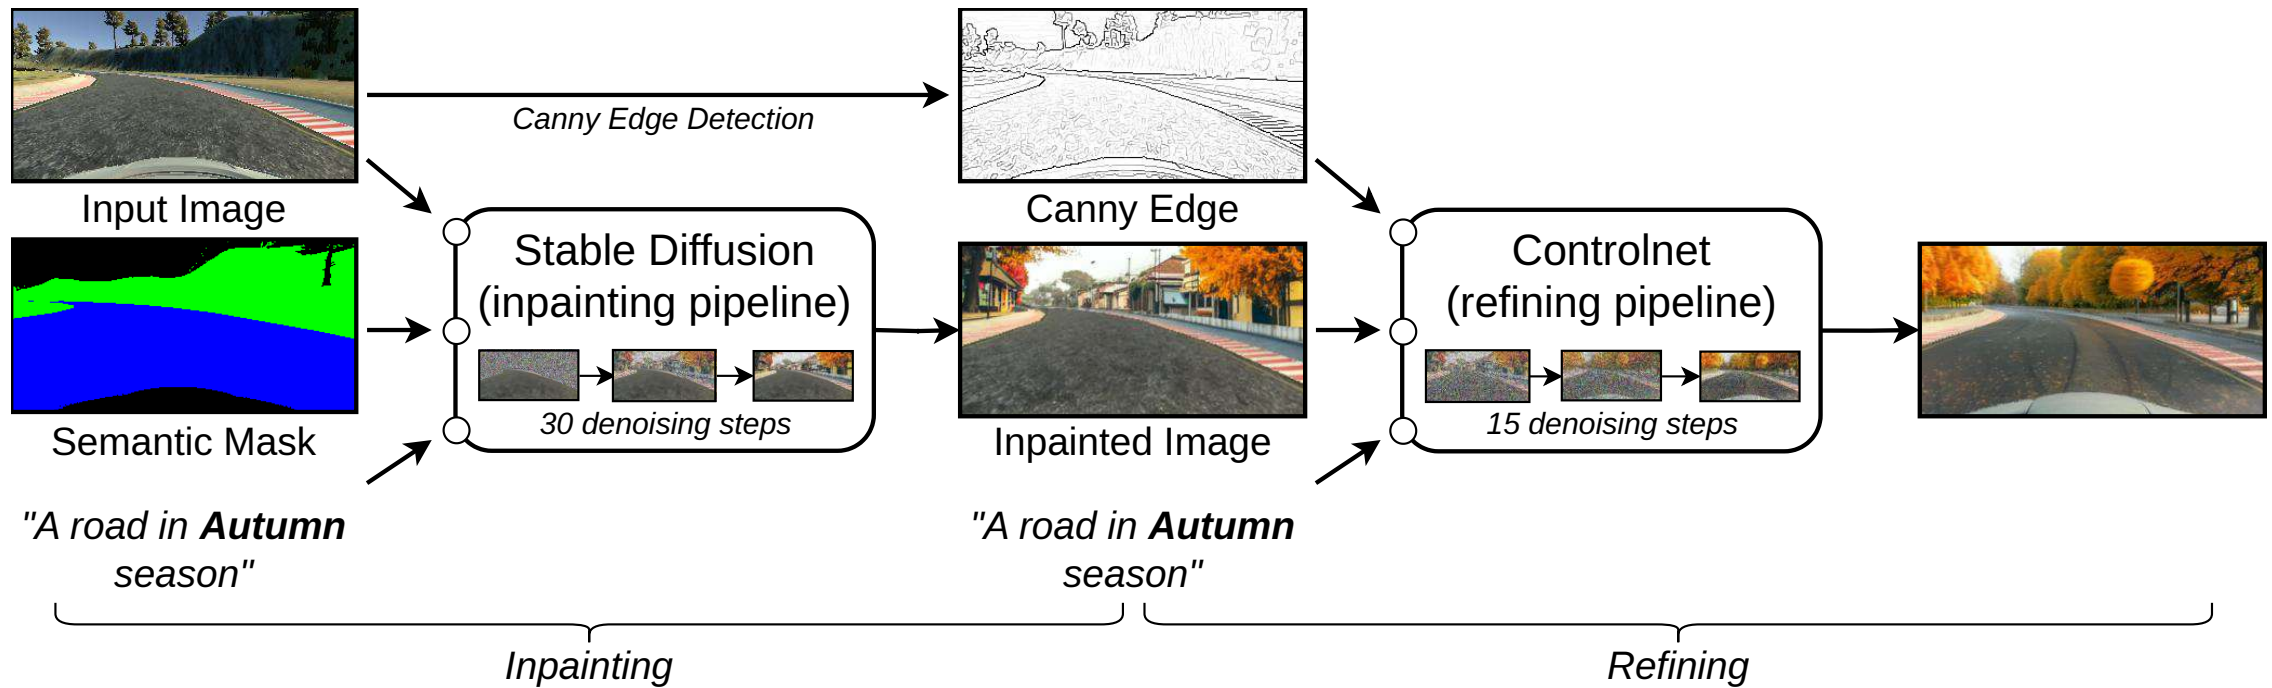 Canny Edge Detection
Input Image
Canny Edge
Stable Diffusion
(inpainting pipeline)
30 denoising steps
Controlnet
(refining pipeline)
15 denoising steps
Semantic Mask
Inpainted Image
"A road in Autumn
season"
"A road in Autumn
season"
Inpainting
Refining